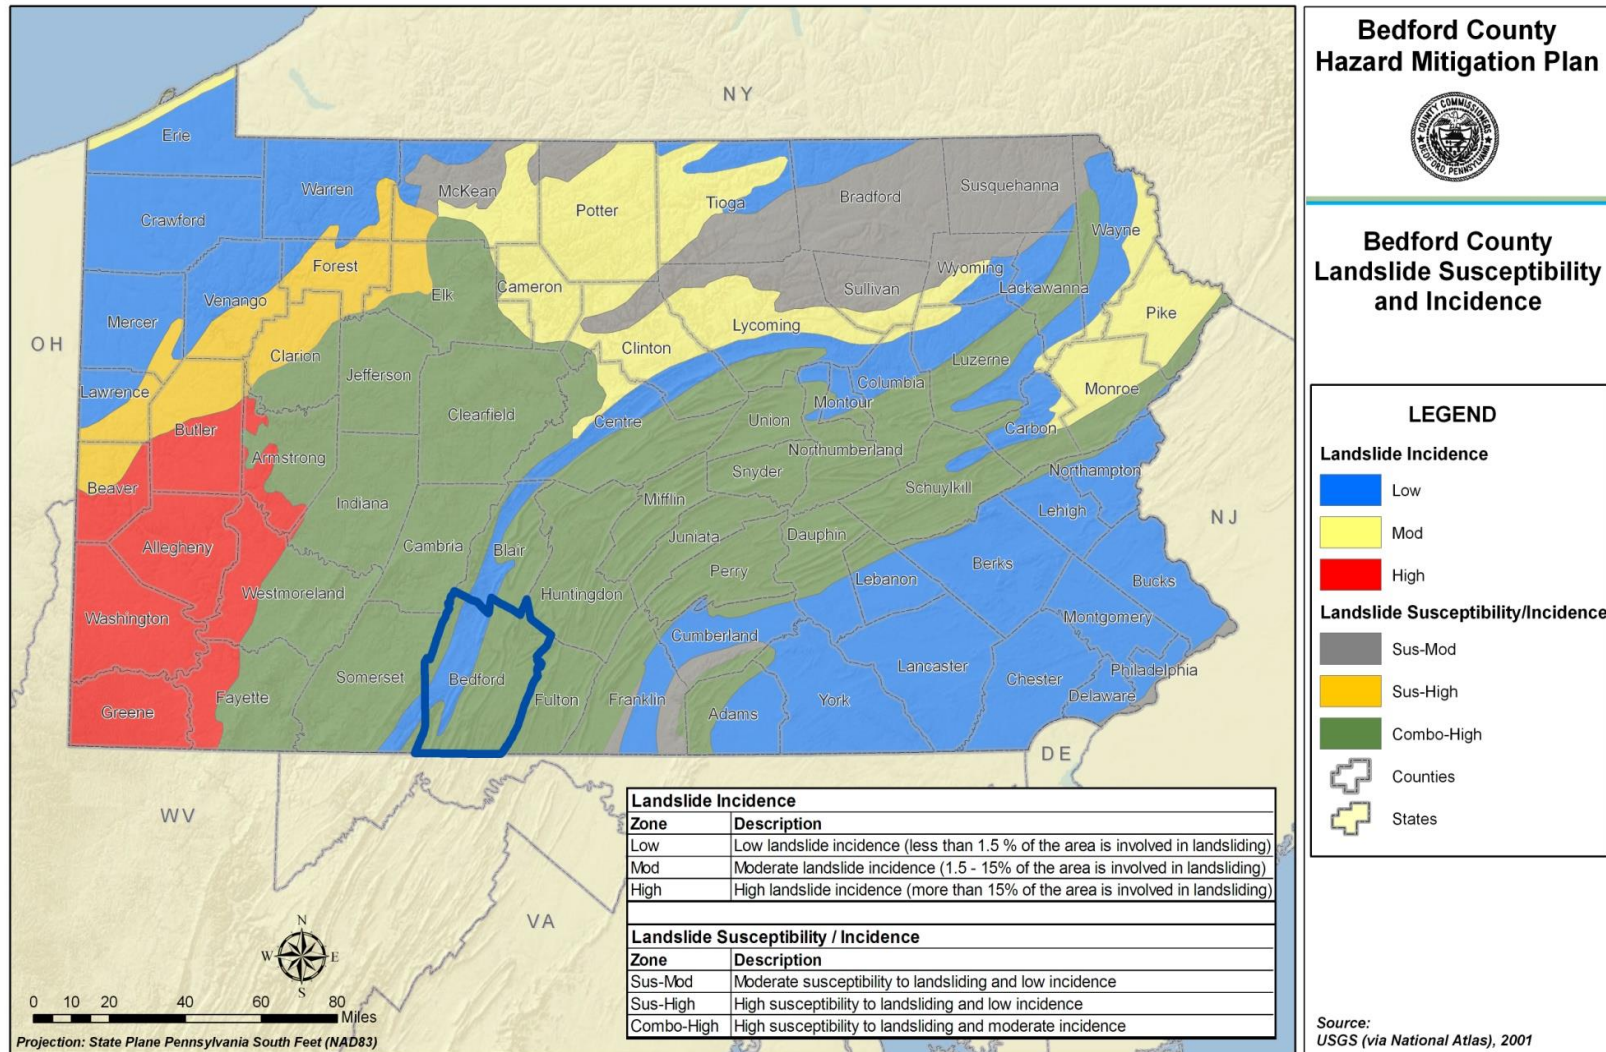 Bedford County
Hazard Mitigation Plan
COUNTY COMMISSIONERS
BEDFORD, PENNSYLVANIA
Bedford County
Landslide Susceptibility
and Incidence
LEGEND
Landslide Incidence
Low
Mod
High
Landslide Susceptibility/Incidence
Sus-Mod
Sus-High
Combo-High
Counties
States
Source:
USGS (via National Atlas), 2001
NY
OH
NJ
DE
WV
VA
Erie
Warren
McKean
Potter
Tioga
Bradford
Susquehanna
Crawford
Wayne
Forest
Wyoming
Lackawanna
Venango
Elk
Cameron
Sullivan
Mercer
Lycoming
Pike
Clarion
Clinton
Luzerne
Jefferson
Columbia
Monroe
Lawrence
Montour
Clearfield
Centre
Union
Carbon
Butler
Northumberland
Armstrong
Snyder
Northampton
Beaver
Schuylkill
Indiana
Mifflin
Lehigh
Allegheny
Cambria
Blair
Juniata
Dauphin
Perry
Berks
Lebanon
Bucks
Westmoreland
Huntingdon
Washington
Montgomery
Cumberland
Lancaster
Philadelphia
Somerset
Bedford
Chester
Fayette
Fulton
Franklin
York
Delaware
Greene
Adams
Landslide Incidence
Zone Description
Low Low landslide incidence (less than 1.5 % of the area is involved in landsliding)
Mod Moderate landslide incidence (1.5 - 15% of the area is involved in landsliding)
High High landslide incidence (more than 15% of the area is involved in landsliding)
Landslide Susceptibility / Incidence
Zone Description
Sus-Mod Moderate susceptibility to landsliding and low incidence
Sus-High High susceptibility to landsliding and low incidence
Combo-High High susceptibility to landsliding and moderate incidence
N
W E
S
0 10 20 40 60 80
Miles
Projection: State Plane Pennsylvania South Feet (NAD83)